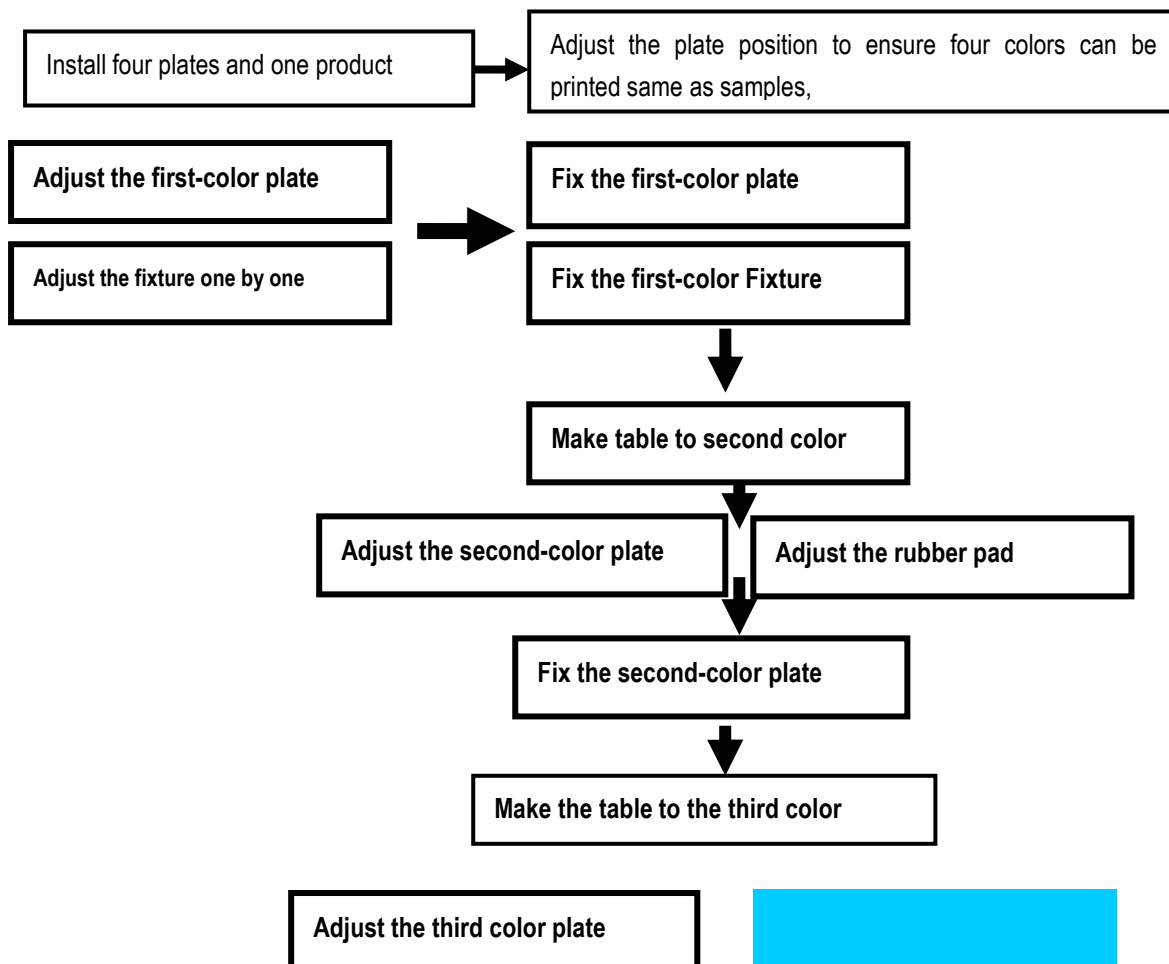 Install four plates and one product
Adjust the plate position to ensure four colors can be
printed same as samples,
Adjust the first-color plate
Fix the first-color plate
Adjust the fixture one by one
Fix the first-color Fixture
Make table to second color
Adjust the second-color plate
Adjust the rubber pad
Fix the second-color plate
Make the table to the third color
Adjust the third color plate